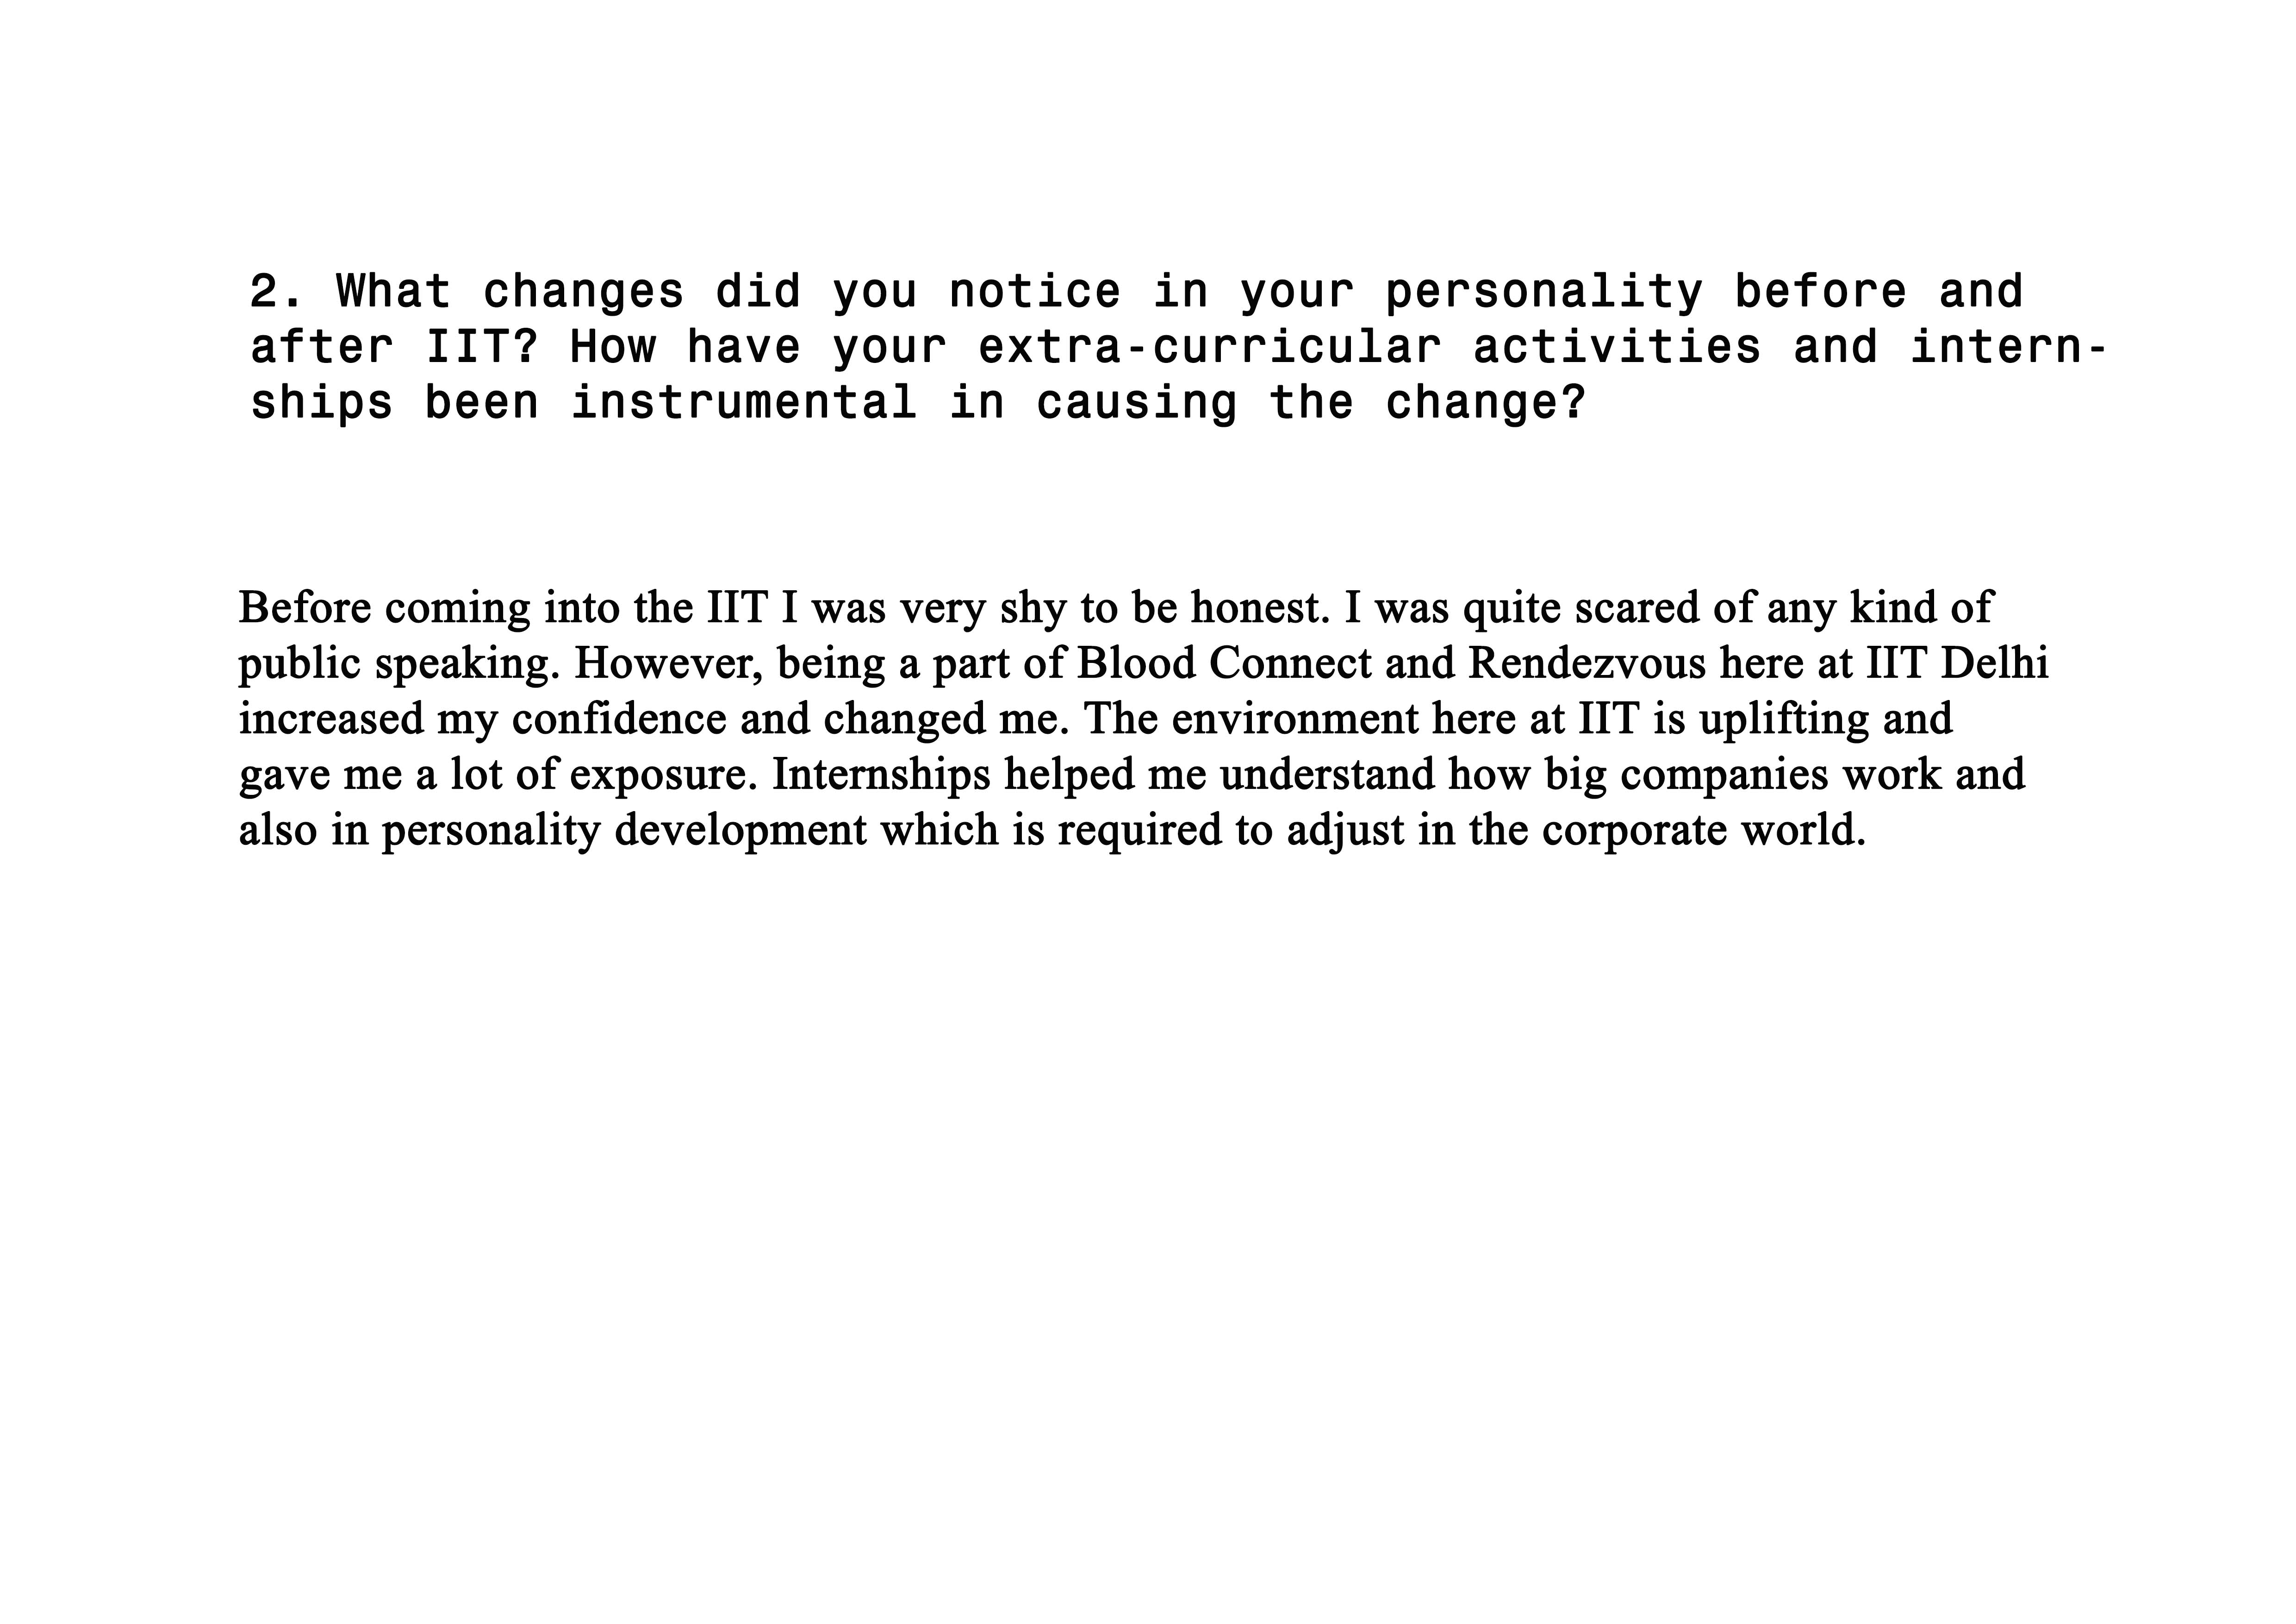 2. What changes did you notice in your personality before and
after IIT? How have your extra-curricular activities and intern-
ships been instrumental in causing the change?
Before coming into the IIT I was very shy to be honest. I was quite scared of any kind of
public speaking. However, being a part of Blood Connect and Rendezvous here at IIT Delhi
increased my confidence and changed me. The environment here at IIT is uplifting and
gave me a lot of exposure. Internships helped me understand how big companies work and
also in personality development which is required to adjust in the corporate world.